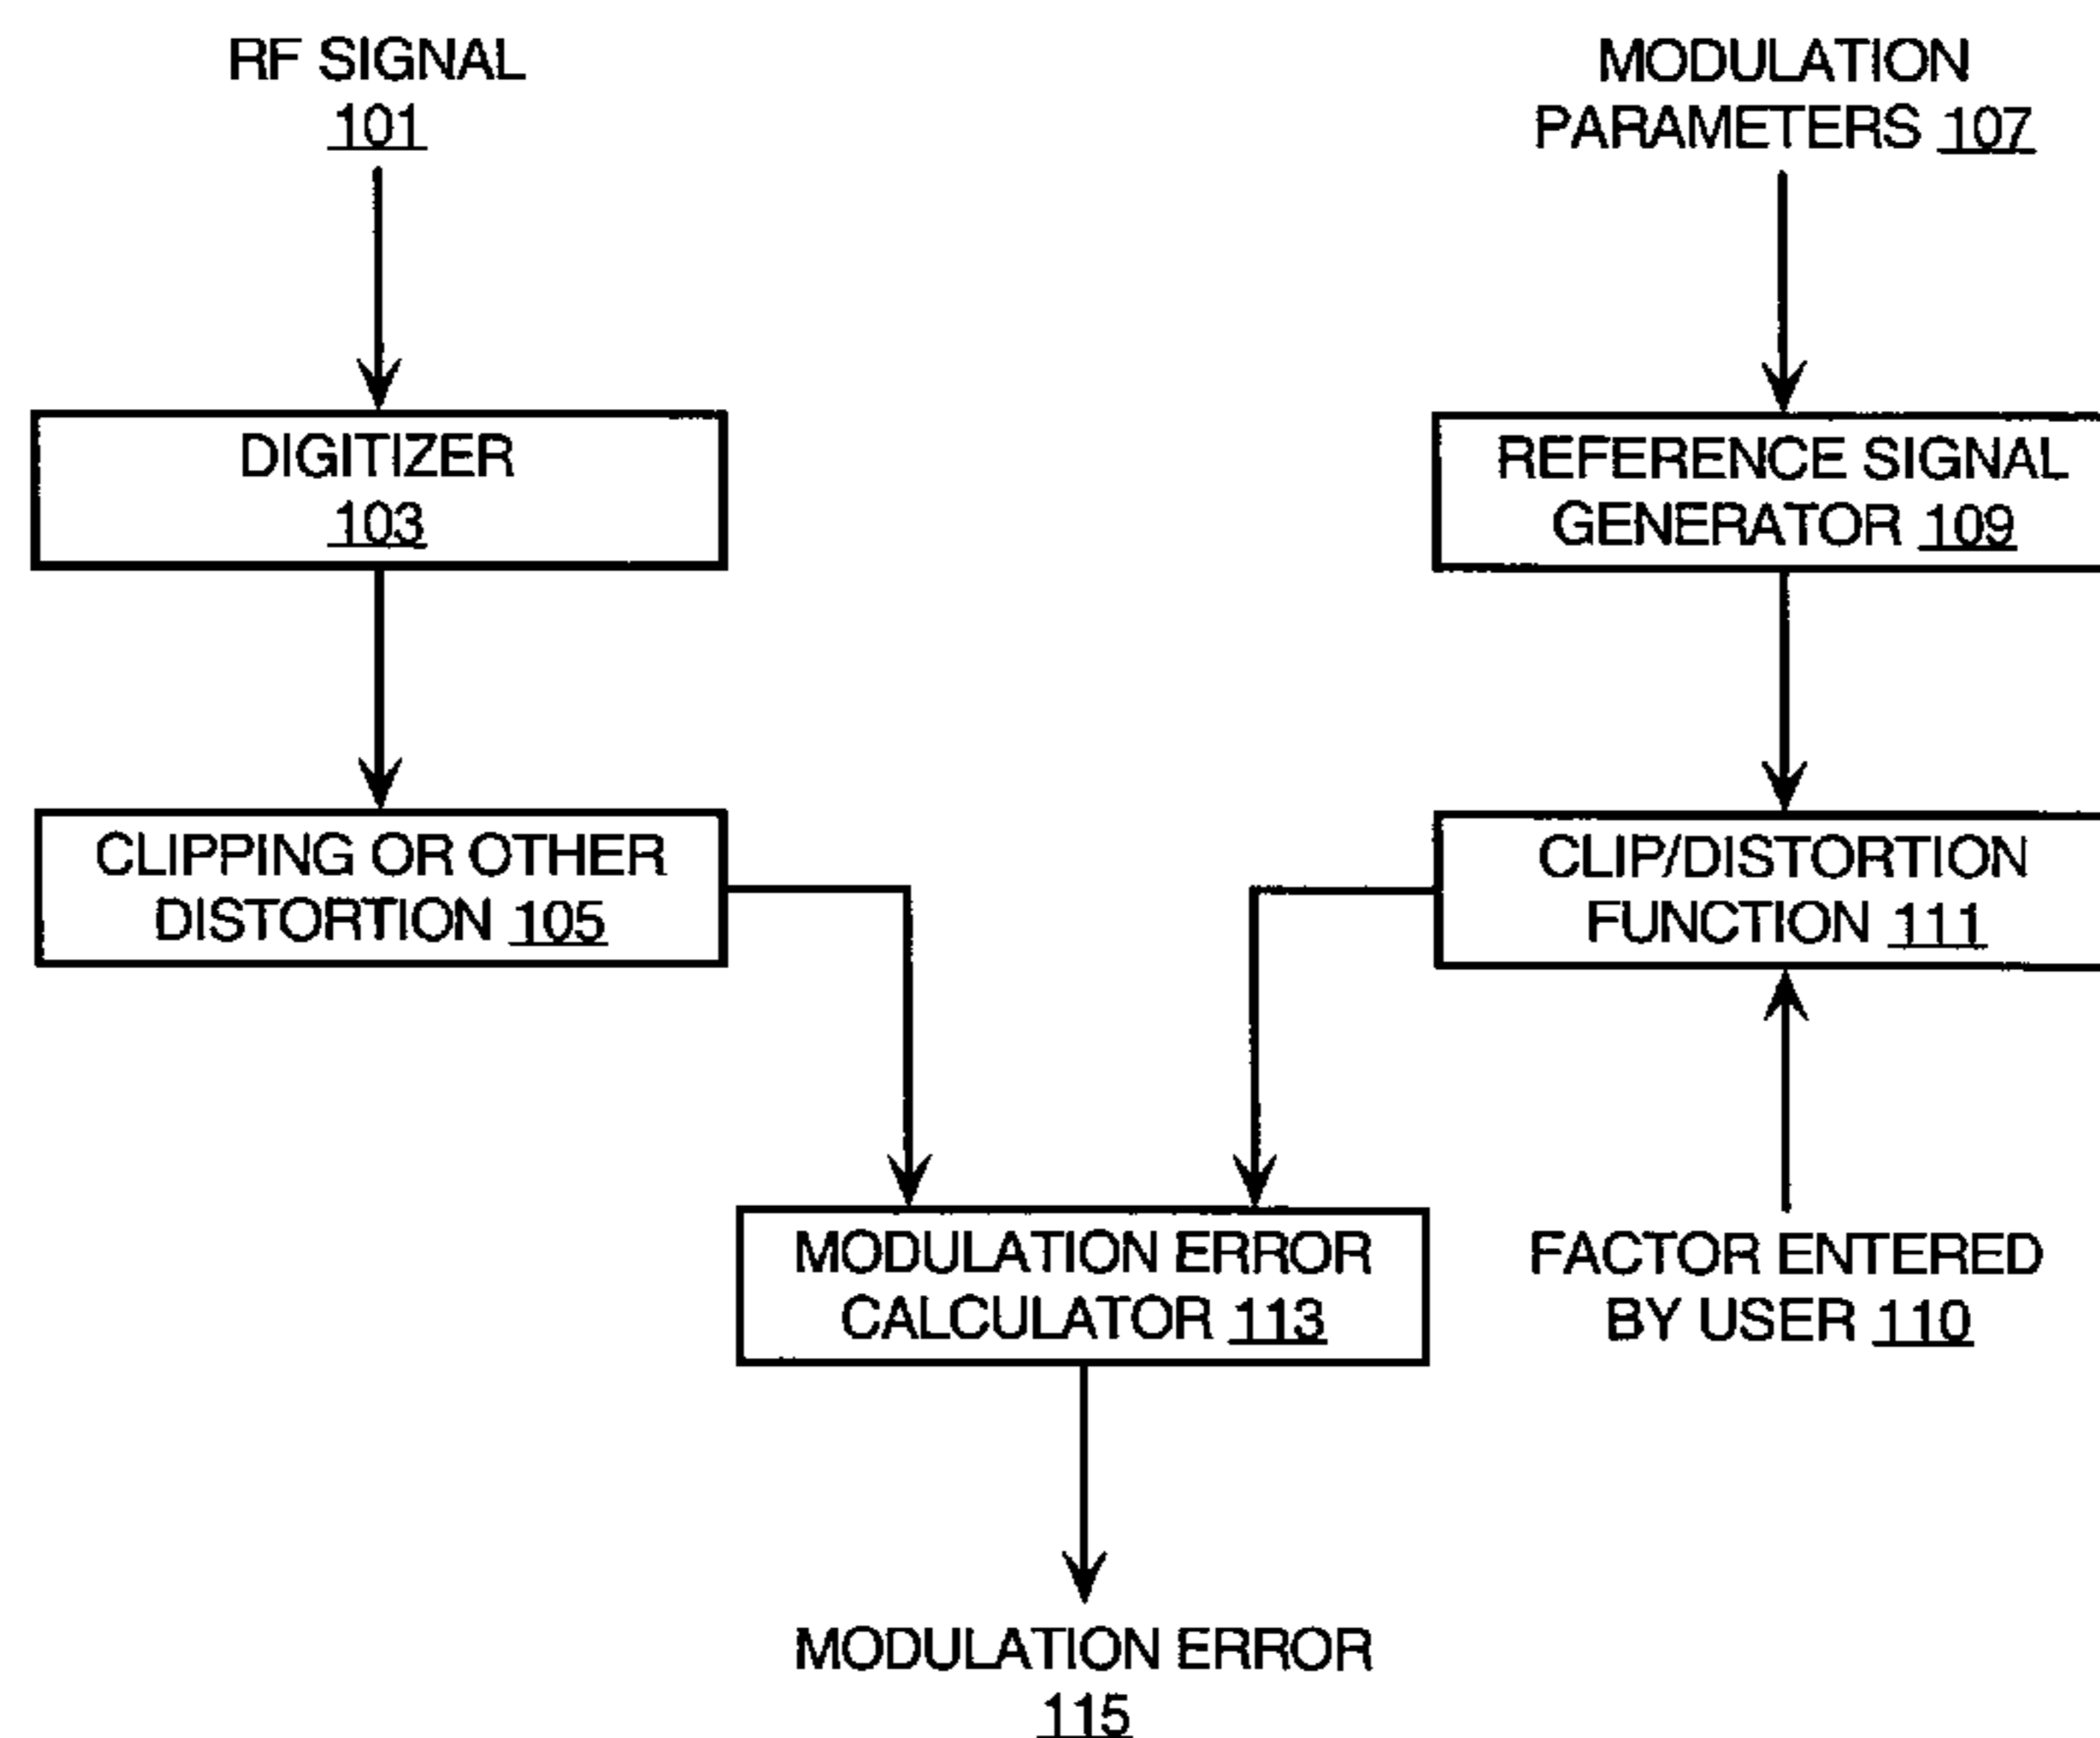 RF SIGNAL
101
MODULATION
PARAMETERS 107
DIGITIZER
103
REFERENCE SIGNAL
GENERATOR 109
CLIPPING OR OTHER
DISTORTION 105
CLIP/DISTORTION
FUNCTION 111
MODULATION ERROR
CALCULATOR 113
FACTOR ENTERED
BY USER 110
MODULATION ERROR
115